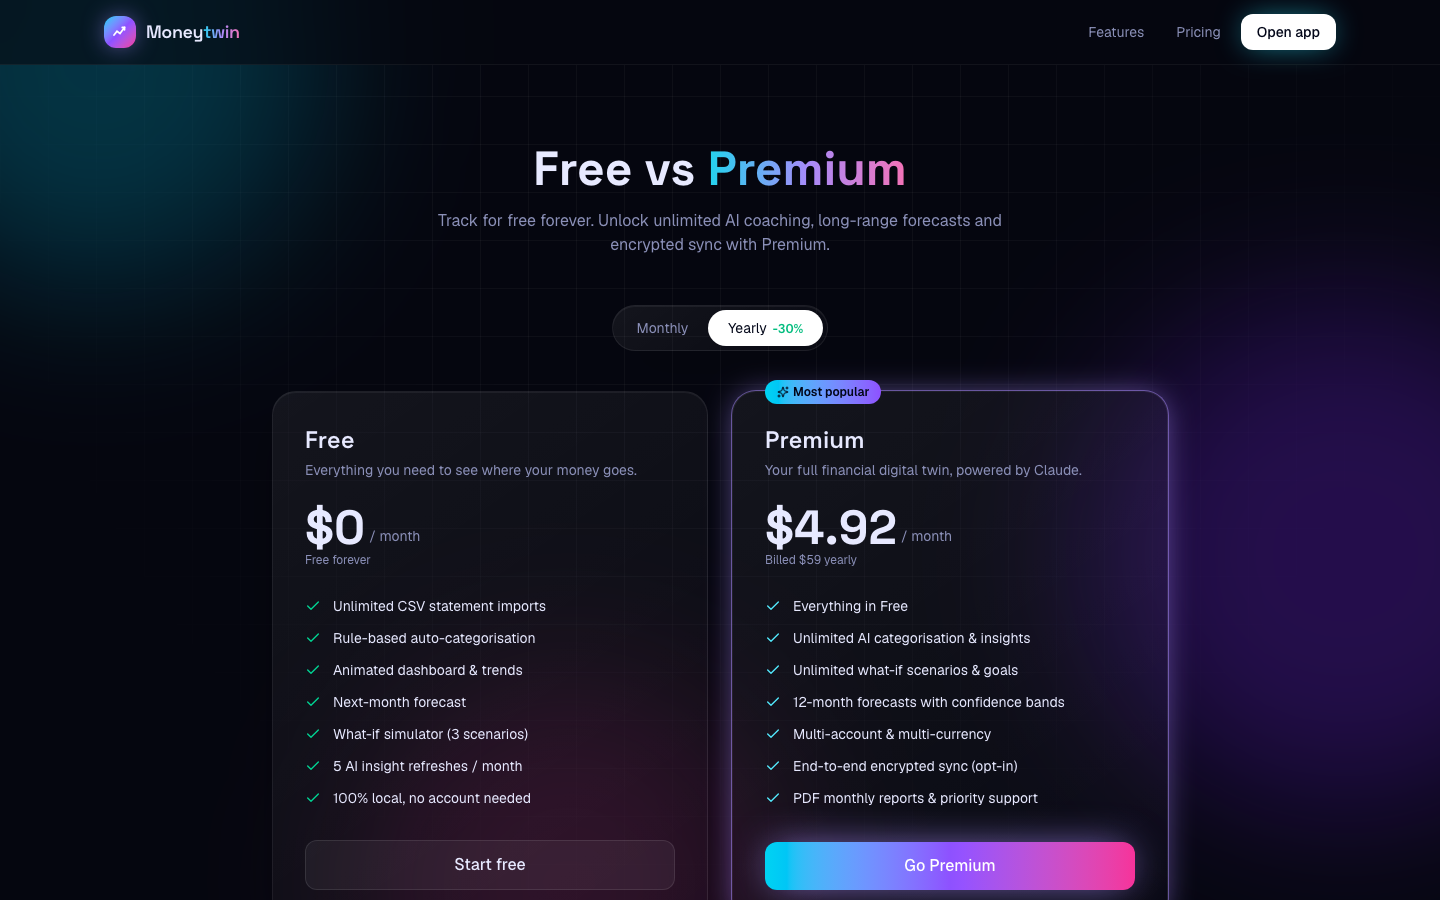 Moneytwin
Features
Pricing
Open app
Free vs Premium
Track for free forever. Unlock unlimited AI coaching, long-range forecasts and
encrypted sync with Premium.
Monthly
Yearly -30%
Free
Everything you need to see where your money goes.
$0 / month
Free forever
Unlimited CSV statement imports
Rule-based auto-categorisation
Animated dashboard & trends
Next-month forecast
What-if simulator (3 scenarios)
5 AI insight refreshes / month
100% local, no account needed
Start free
Most popular
Premium
Your full financial digital twin, powered by Claude.
$4.92 / month
Billed $59 yearly
Everything in Free
Unlimited AI categorisation & insights
Unlimited what-if scenarios & goals
12-month forecasts with confidence bands
Multi-account & multi-currency
End-to-end encrypted sync (opt-in)
PDF monthly reports & priority support
Go Premium